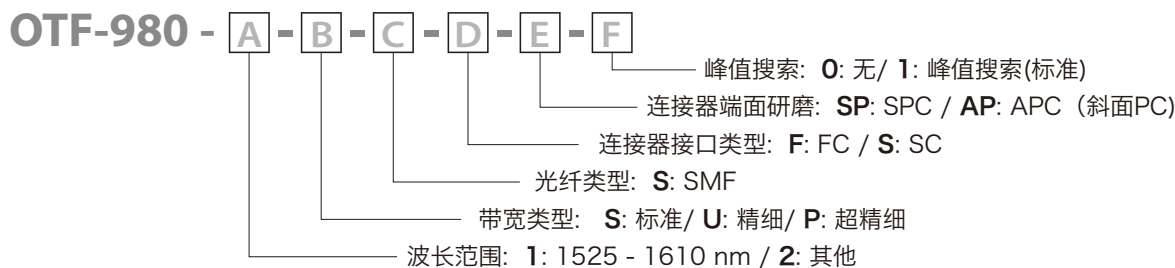 OTF-980 - A - B - C - D - E - F
峰值搜索: 0: 无/ 1: 峰值搜索(标准)
连接器端面研磨: SP: SPC / AP: APC（斜面PC)
连接器接口类型: F: FC / S: SC
光纤类型: S: SMF
带宽类型: S: 标准/ U: 精细/ P: 超精细
波长范围: 1: 1525 - 1610 nm / 2: 其他